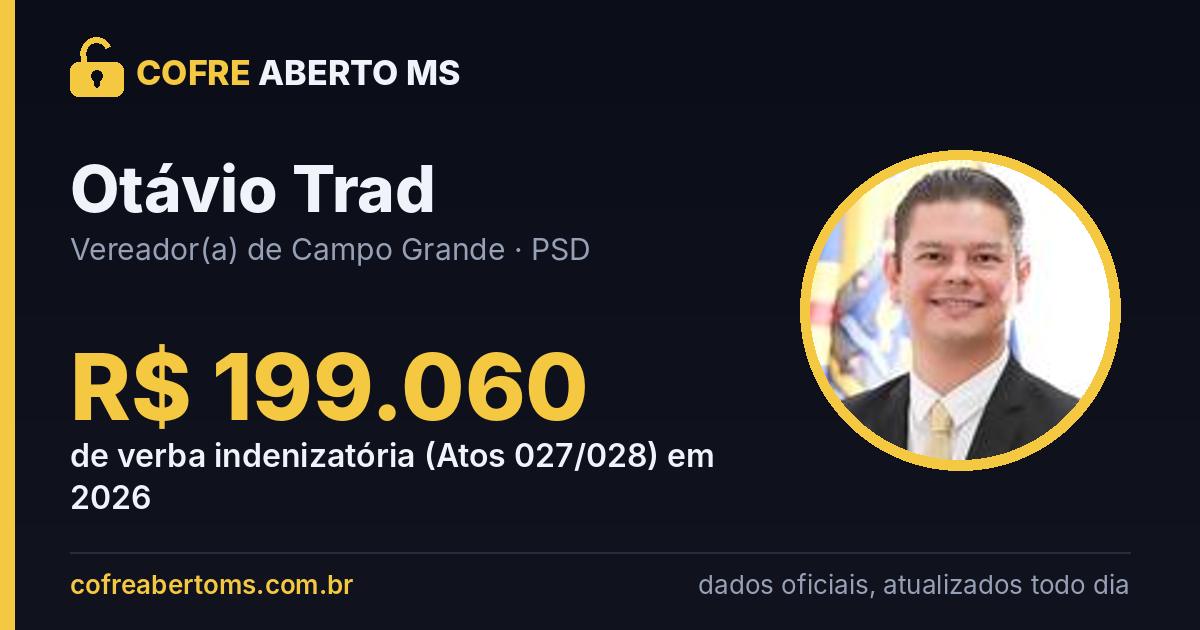 COFRE ABERTO MS
Otávio Trad
Vereador(a) de Campo Grande · PSD
R$ 199.060
de verba indenizatória (Atos 027/028) em
2026
cofreabertoms.com.br
dados oficiais, atualizados todo dia